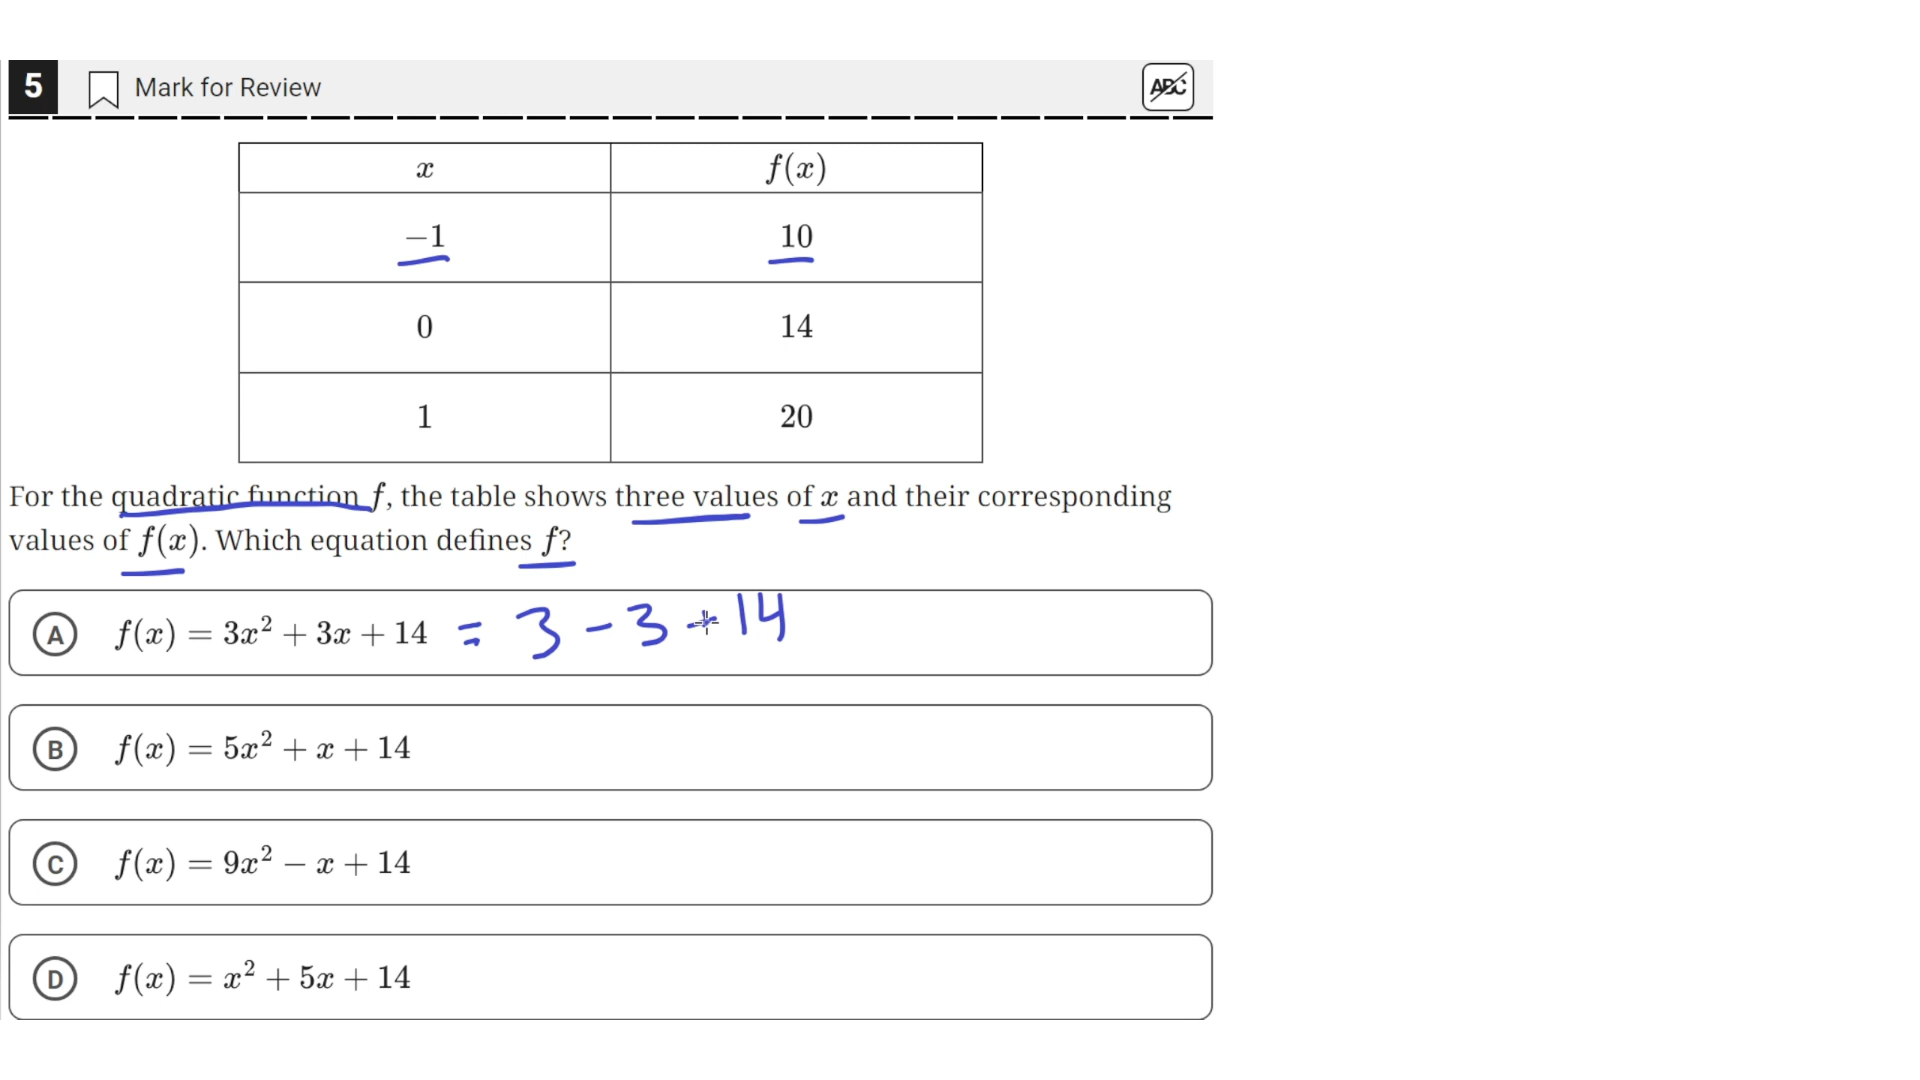 5 Mark for Review ABC
x f(x)
−1 10
0 14
1 20
For the quadratic function f, the table shows three values of x and their corresponding
values of f(x). Which equation defines f?
A f(x) = 3x² + 3x + 14 = 3 - 3 + 14
B f(x) = 5x² + x + 14
C f(x) = 9x² − x + 14
D f(x) = x² + 5x + 14